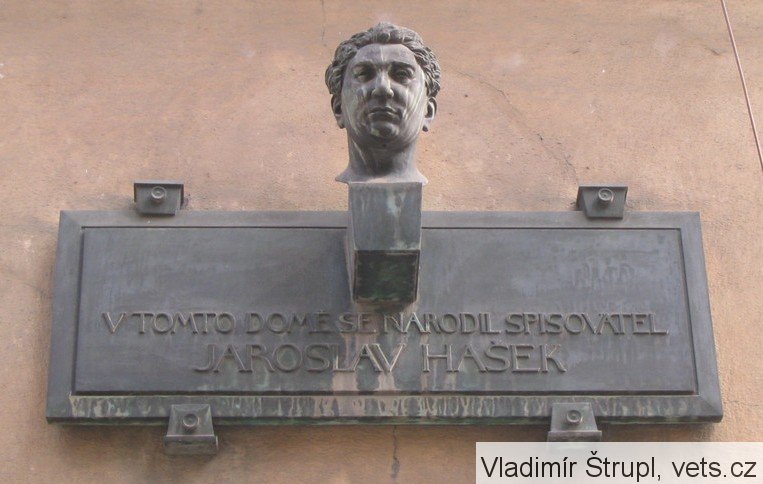 V TOMTO DOMĚ SE NARODIL SPISOVATEL
JAROSLAV HAŠEK
Vladimír Štrupl, vets.cz